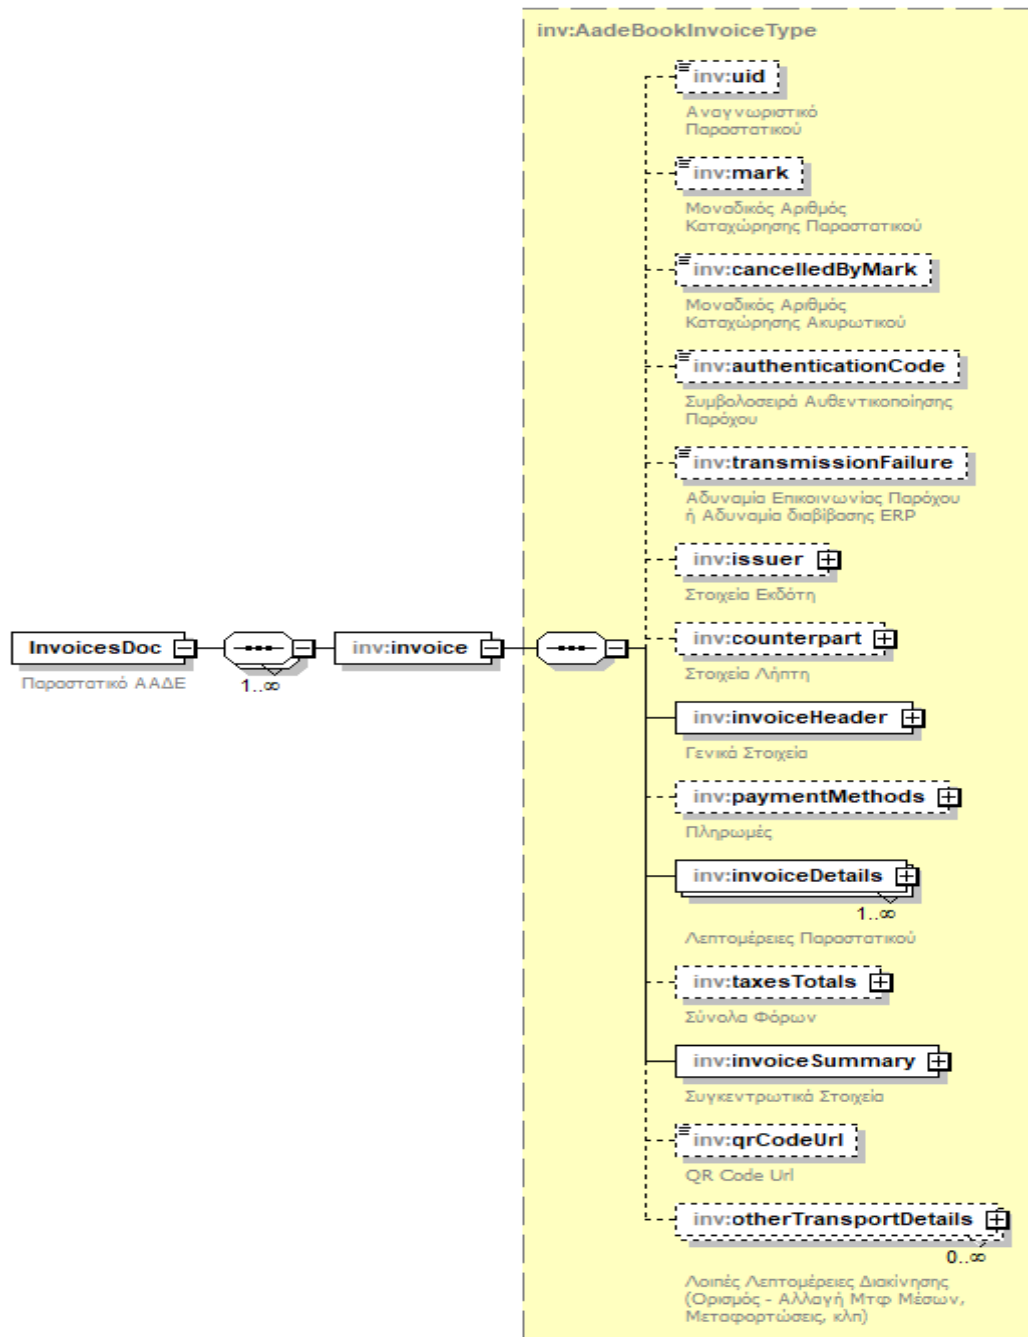 inv:AadeBookInvoiceType
inv:uid
Αναγνωριστικό
Παραστατικού
inv:mark
Μοναδικός Αριθμός
Καταχώρησης Παραστατικού
inv:cancelledByMark
Μοναδικός Αριθμός
Καταχώρησης Ακυρωτικού
inv:authenticationCode
Συμβολοσειρά Αυθεντικοποίησης
Παρόχου
inv:transmissionFailure
Αδυναμία Επικοινωνίας Παρόχου
ή Αδυναμία διαβίβασης ERP
inv:issuer
Στοιχεία Εκδότη
InvoicesDoc
Παραστατικό ΑΑΔΕ
1..∞
inv:invoice
inv:counterpart
Στοιχεία Λήπτη
inv:invoiceHeader
Γενικά Στοιχεία
inv:paymentMethods
Πληρωμές
inv:invoiceDetails
1..∞
Λεπτομέρειες Παραστατικού
inv:taxesTotals
Σύνολα Φόρων
inv:invoiceSummary
Συγκεντρωτικά Στοιχεία
inv:qrCodeUrl
QR Code Url
inv:otherTransportDetails
0..∞
Λοιπές Λεπτομέρειες Διακίνησης
(Ορισμός - Αλλαγή Μτφ Μέσων,
Μεταφορτώσεις, κλπ)